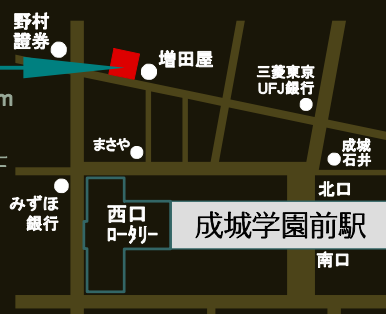 野村
證券
増田屋
三菱東京
UFJ銀行
m
まさや
成城
石井
みずほ
銀行
西口
ロータリー
北口
成城学園前駅
南口